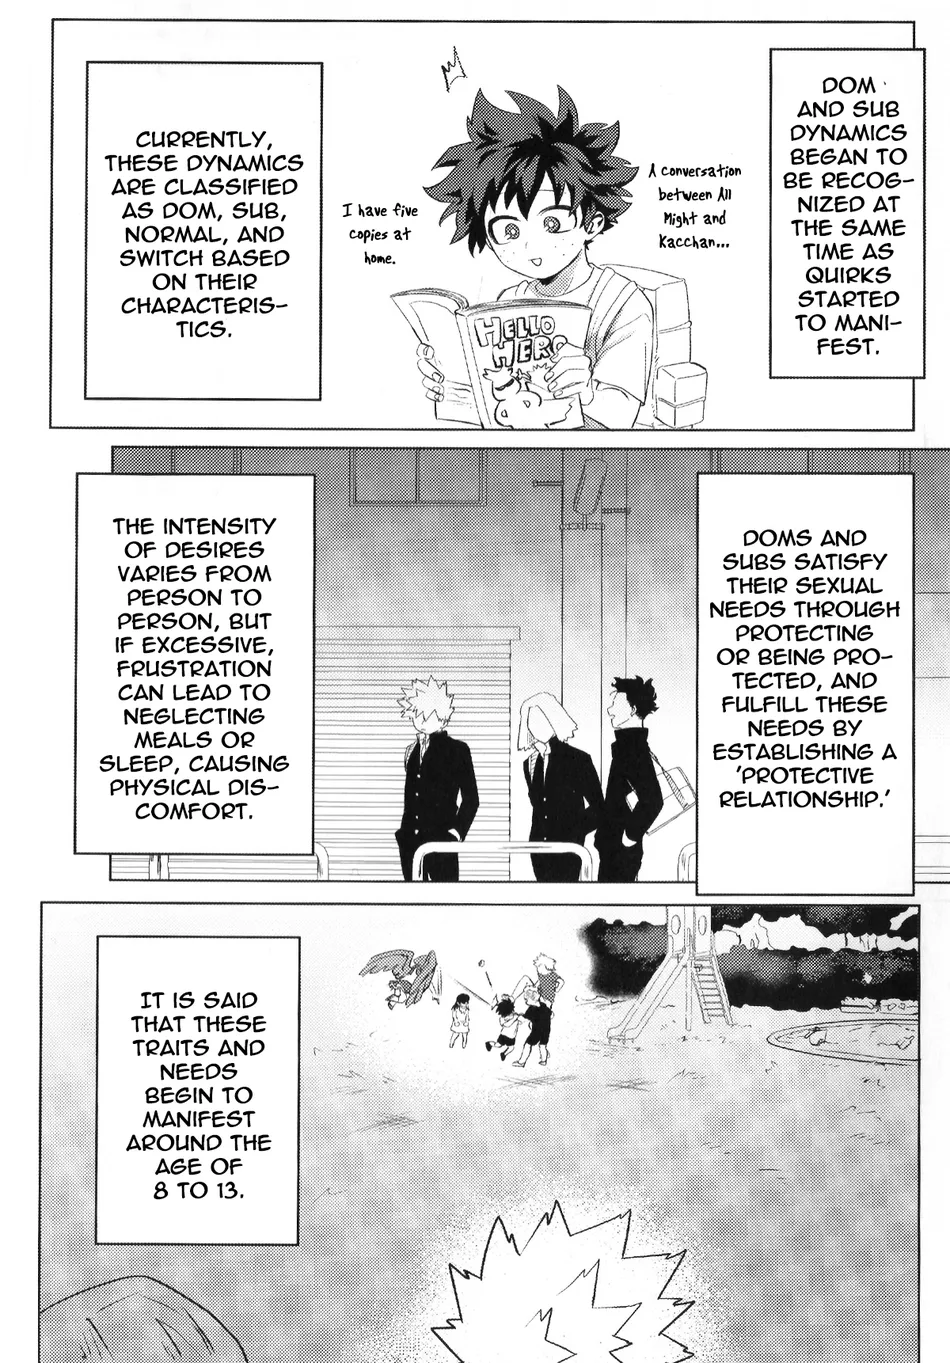 DOM
AND SUB
DYNAMICS
BEGAN TO
BE RECOG-
NIZED AT
THE SAME
TIME AS
QUIRKS
STARTED
TO MANI-
FEST.
A conversation
between All
Might and
Kacchan...
HELLO
HERO
I have five
copies at
home.
CURRENTLY,
THESE DYNAMICS
ARE CLASSIFIED
AS DOM, SUB,
NORMAL, AND
SWITCH BASED
ON THEIR
CHARACTERIS-
TICS.
DOMS AND
SUBS SATISFY
THEIR SEXUAL
NEEDS THROUGH
PROTECTING
OR BEING PRO-
TECTED, AND
FULFILL THESE
NEEDS BY
ESTABLISHING A
'PROTECTIVE
RELATIONSHIP.'
THE INTENSITY
OF DESIRES
VARIES FROM
PERSON TO
PERSON, BUT
IF EXCESSIVE,
FRUSTRATION
CAN LEAD TO
NEGLECTING
MEALS OR
SLEEP, CAUSING
PHYSICAL DIS-
COMFORT.
IT IS SAID
THAT THESE
TRAITS AND
NEEDS
BEGIN TO
MANIFEST
AROUND THE
AGE OF
8 TO 13.